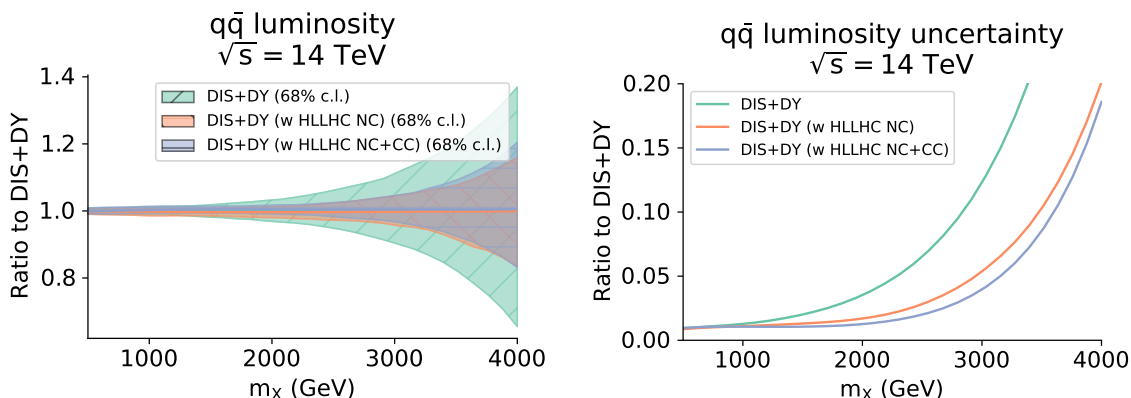 qq̄ luminosity
√s = 14 TeV
Ratio to DIS+DY
1.4
1.2
1.0
0.8
DIS+DY (68% c.l.)
DIS+DY (w HLLHC NC) (68% c.l.)
DIS+DY (w HLLHC NC+CC) (68% c.l.)
1000 2000 3000 4000
mX (GeV)
qq̄ luminosity uncertainty
√s = 14 TeV
Ratio to DIS+DY
0.20
0.15
0.10
0.05
0.00
DIS+DY
DIS+DY (w HLLHC NC)
DIS+DY (w HLLHC NC+CC)
1000 2000 3000 4000
mX (GeV)